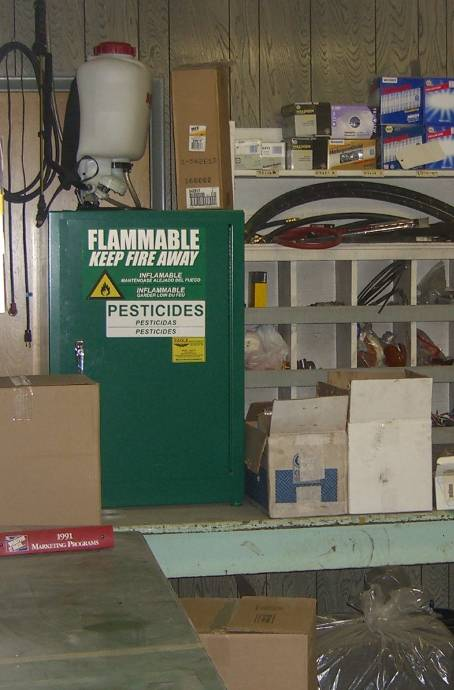 FLAMMABLE
KEEP FIRE AWAY
INFLAMABLE
MANTENGASE ALEJADO DEL FUEGO
INFLAMMABLE
GARDER LOIN DU FEU
PESTICIDES
PESTICIDAS
PESTICIDES
EAGLE
1991
MARKETING PROGRAMS